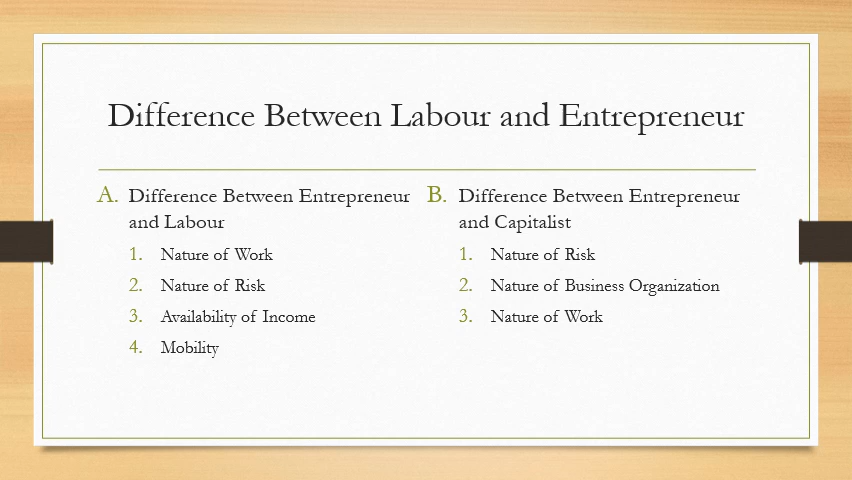 Difference Between Labour and Entrepreneur
A. Difference Between Entrepreneur
and Labour
1. Nature of Work
2. Nature of Risk
3. Availability of Income
4. Mobility
B. Difference Between Entrepreneur
and Capitalist
1. Nature of Risk
2. Nature of Business Organization
3. Nature of Work